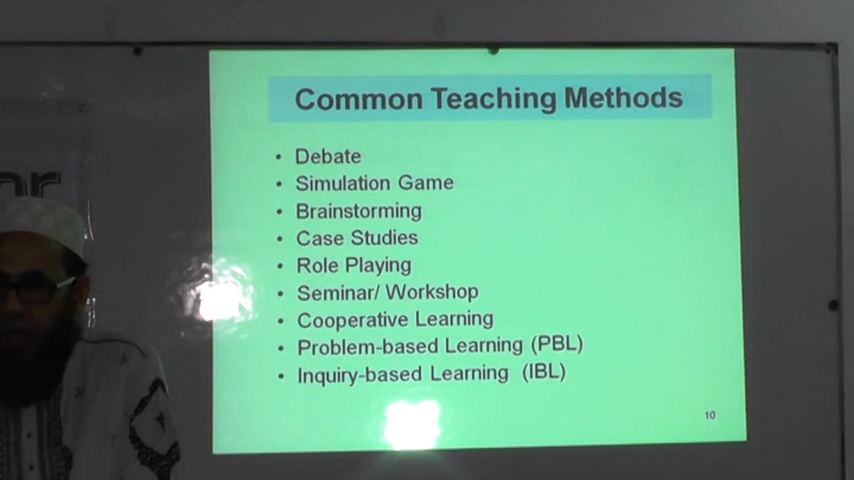 Common Teaching Methods
• Debate
• Simulation Game
• Brainstorming
• Case Studies
• Role Playing
• Seminar/ Workshop
• Cooperative Learning
• Problem-based Learning (PBL)
• Inquiry-based Learning (IBL)
10